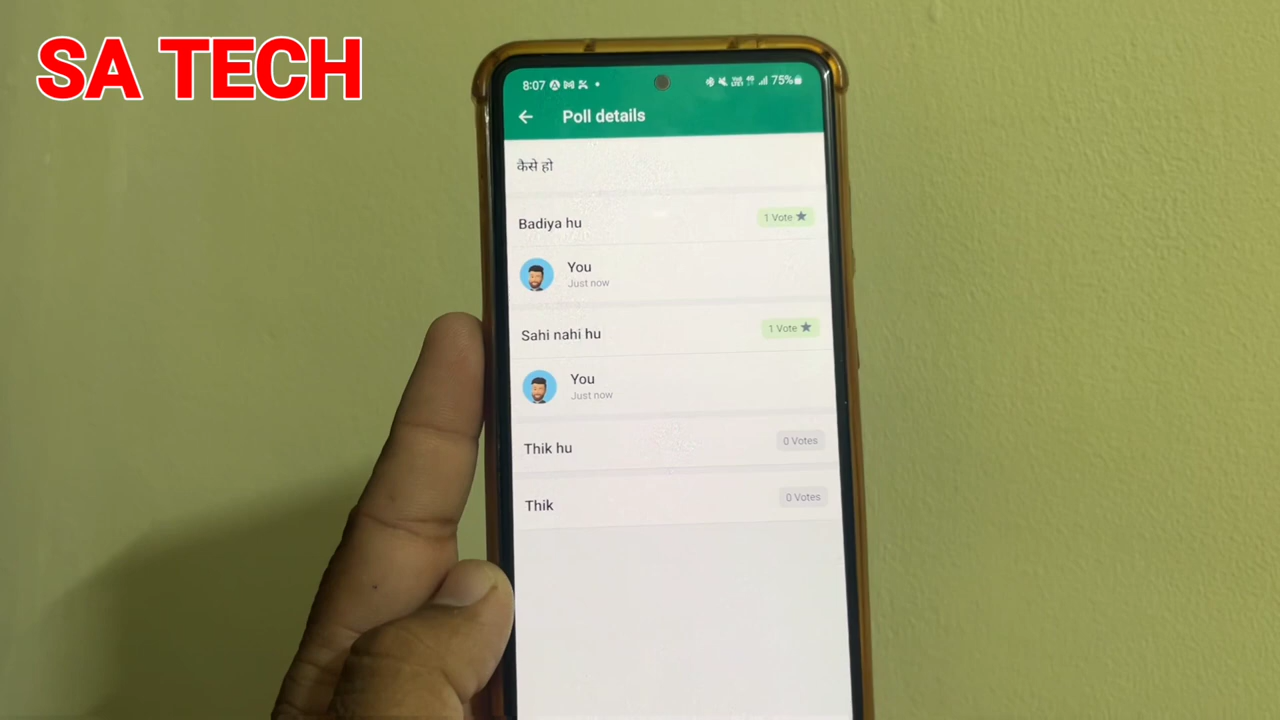 SA TECH
8:07 75%
Poll details
कैसे हो
Badiya hu 1 Vote
You
Just now
Sahi nahi hu 1 Vote
You
Just now
Thik hu 0 Votes
Thik 0 Votes